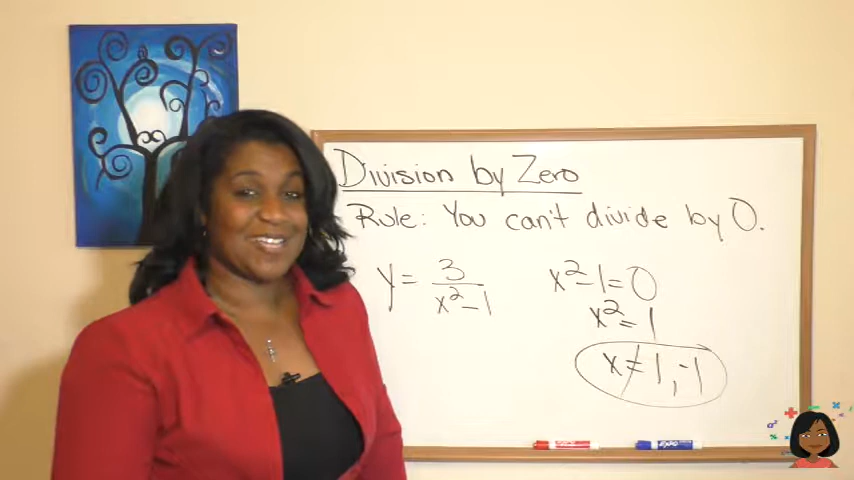 Division by Zero
Rule: You can't divide by 0.
y = 3/(x²-1)
x²-1=0
x²=1
x≠1,-1
EXPO